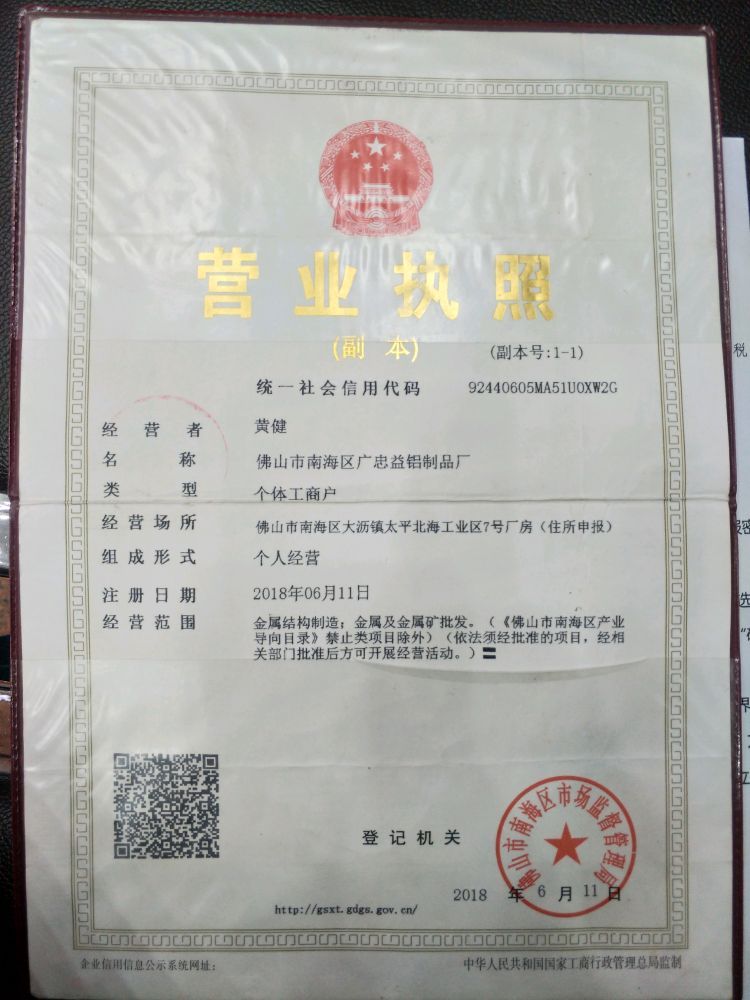 营业执照
(副本)
(副本号:1-1)
统一社会信用代码 92440605MA51U0XW2G
经营者 黄健
名称 佛山市南海区广忠益铝制品厂
类型 个体工商户
经营场所 佛山市南海区大沥镇太平北海工业区7号厂房（住所申报）
组成形式 个人经营
注册日期 2018年06月11日
经营范围 金属结构制造；金属及金属矿批发。（《佛山市南海区产业
导向目录》禁止类项目除外）（依法须经批准的项目，经相
关部门批准后方可开展经营活动。）〓
登记机关
佛山市南海区市场监督管理局
2018 年 6 月 11 日
http://gsxt.gdgs.gov.cn/
企业信用信息公示系统网址：
中华人民共和国国家工商行政管理总局监制
税
选
界